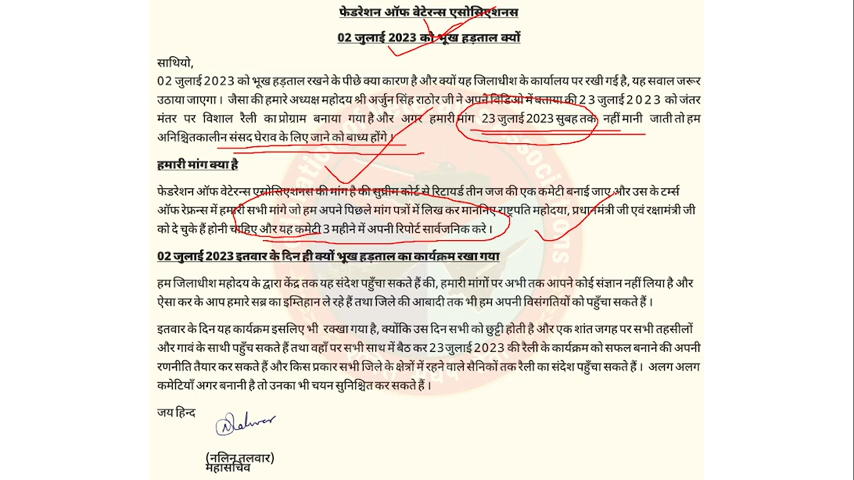 फेडरेशन ऑफ वेटेरन्स एसोसिएशनस
02 जुलाई 2023 को भूख हड़ताल क्यों
साथियो,
02 जुलाई 2023 को भूख हड़ताल रखने के पीछे क्या कारण है और क्यों यह जिलाधीश के कार्यालय पर रखी गई है, यह सवाल जरूर
उठाया जाएगा । जैसा की हमारे अध्यक्ष महोदय श्री अर्जुन सिंह राठोर जी ने अपने विडिओ में बताया की 23 जुलाई 2023 को जंतर
मंतर पर विशाल रैली का प्रोग्राम बनाया गया है और अगर हमारी मांग 23 जुलाई 2023 सुबह तक नहीं मानी जाती तो हम
अनिश्चितकालीन संसद घेराव के लिए जाने को बाध्य होंगे ।
हमारी मांग क्या है
फेडरेशन ऑफ वेटेरन्स एसोसिएशनस की मांग है की सुप्रीम कोर्ट से रिटायर्ड तीन जज की एक कमेटी बनाई जाए और उस के टर्म्स
ऑफ रेफ्रन्स में हमारी सभी मांगे जो हम अपने पिछले मांग पत्रों में लिख कर माननिए राष्ट्रपति महोदया, प्रधानमंत्री जी एवं रक्षामंत्री जी
को दे चुके हैं होनी चाहिए और यह कमेटी 3 महीने में अपनी रिपोर्ट सार्वजनिक करे ।
02 जुलाई 2023 इतवार के दिन ही क्यों भूख हड़ताल का कार्यक्रम रखा गया
हम जिलाधीश महोदय के द्वारा केंद्र तक यह संदेश पहुँचा सकते हैं की, हमारी मांगों पर अभी तक आपने कोई संज्ञान नहीं लिया है और
ऐसा कर के आप हमारे सब्र का इम्तिहान ले रहे हैं तथा जिले की आबादी तक भी हम अपनी विसंगतियों को पहुँचा सकते हैं ।
इतवार के दिन यह कार्यक्रम इसलिए भी रक्खा गया है, क्योंकि उस दिन सभी को छुट्टी होती है और एक शांत जगह पर सभी तहसीलों
और गावं के साथी पहुँच सकते हैं तथा वहाँ पर सभी साथ में बैठ कर 23जुलाई 2023 की रैली के कार्यक्रम को सफल बनाने की अपनी
रणनीति तैयार कर सकते हैं और किस प्रकार सभी जिले के क्षेत्रों में रहने वाले सैनिकों तक रैली का संदेश पहुँचा सकते हैं । अलग अलग
कमेटियाँ अगर बनानी है तो उनका भी चयन सुनिश्चित कर सकते हैं ।
जय हिन्द
(नलिन तलवार)
महासचिव